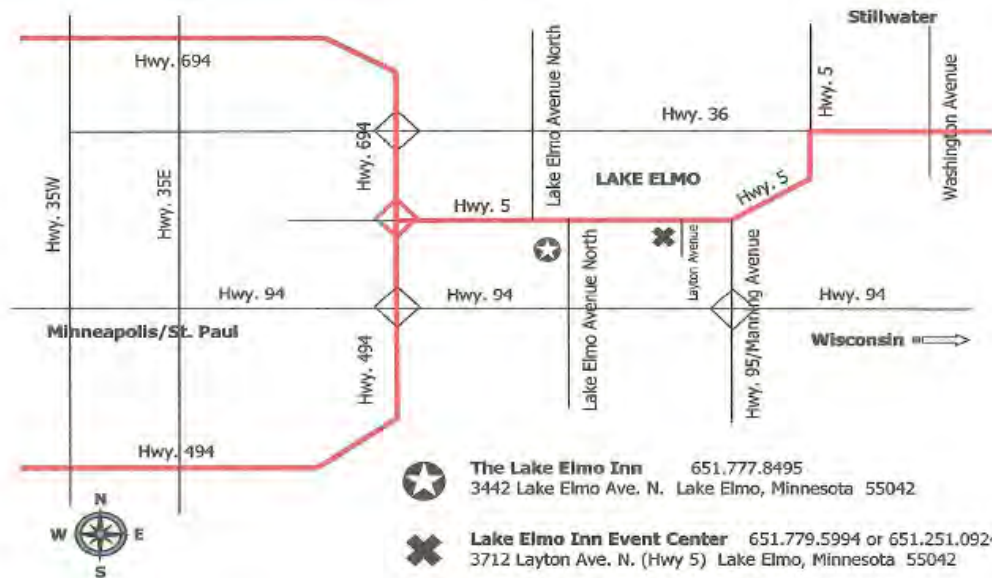 Stillwater
Hwy. 694
Lake Elmo Avenue North
Hwy. 5
Washington Avenue
Hwy. 36
Hwy. 694
Hwy. 35W
Hwy. 35E
LAKE ELMO
Hwy. 5
Hwy. 5
Layton Avenue
Lake Elmo Avenue North
Hwy. 95/Manning Avenue
Hwy. 94
Hwy. 94
Hwy. 94
Minneapolis/St. Paul
Wisconsin
Hwy. 494
Hwy. 494
The Lake Elmo Inn 651.777.8495
3442 Lake Elmo Ave. N. Lake Elmo, Minnesota 55042
N
W E
S
Lake Elmo Inn Event Center 651.779.5994 or 651.251.0924
3712 Layton Ave. N. (Hwy 5) Lake Elmo, Minnesota 55042